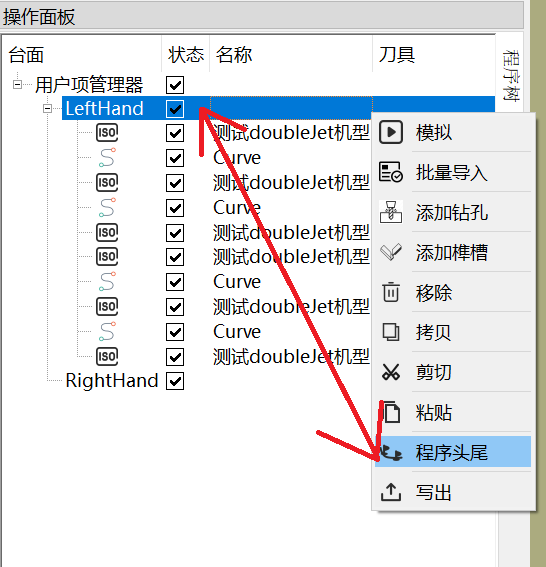 操作面板
台面 状态 名称 刀具
程序树
用户项管理器
LeftHand
ISO 测试doubleJet机型
Curve
ISO 测试doubleJet机型
Curve
ISO 测试doubleJet机型
ISO 测试doubleJet机型
Curve
ISO 测试doubleJet机型
Curve
ISO 测试doubleJet机型
RightHand
模拟
批量导入
添加钻孔
添加榫槽
移除
拷贝
剪切
粘贴
程序头尾
写出